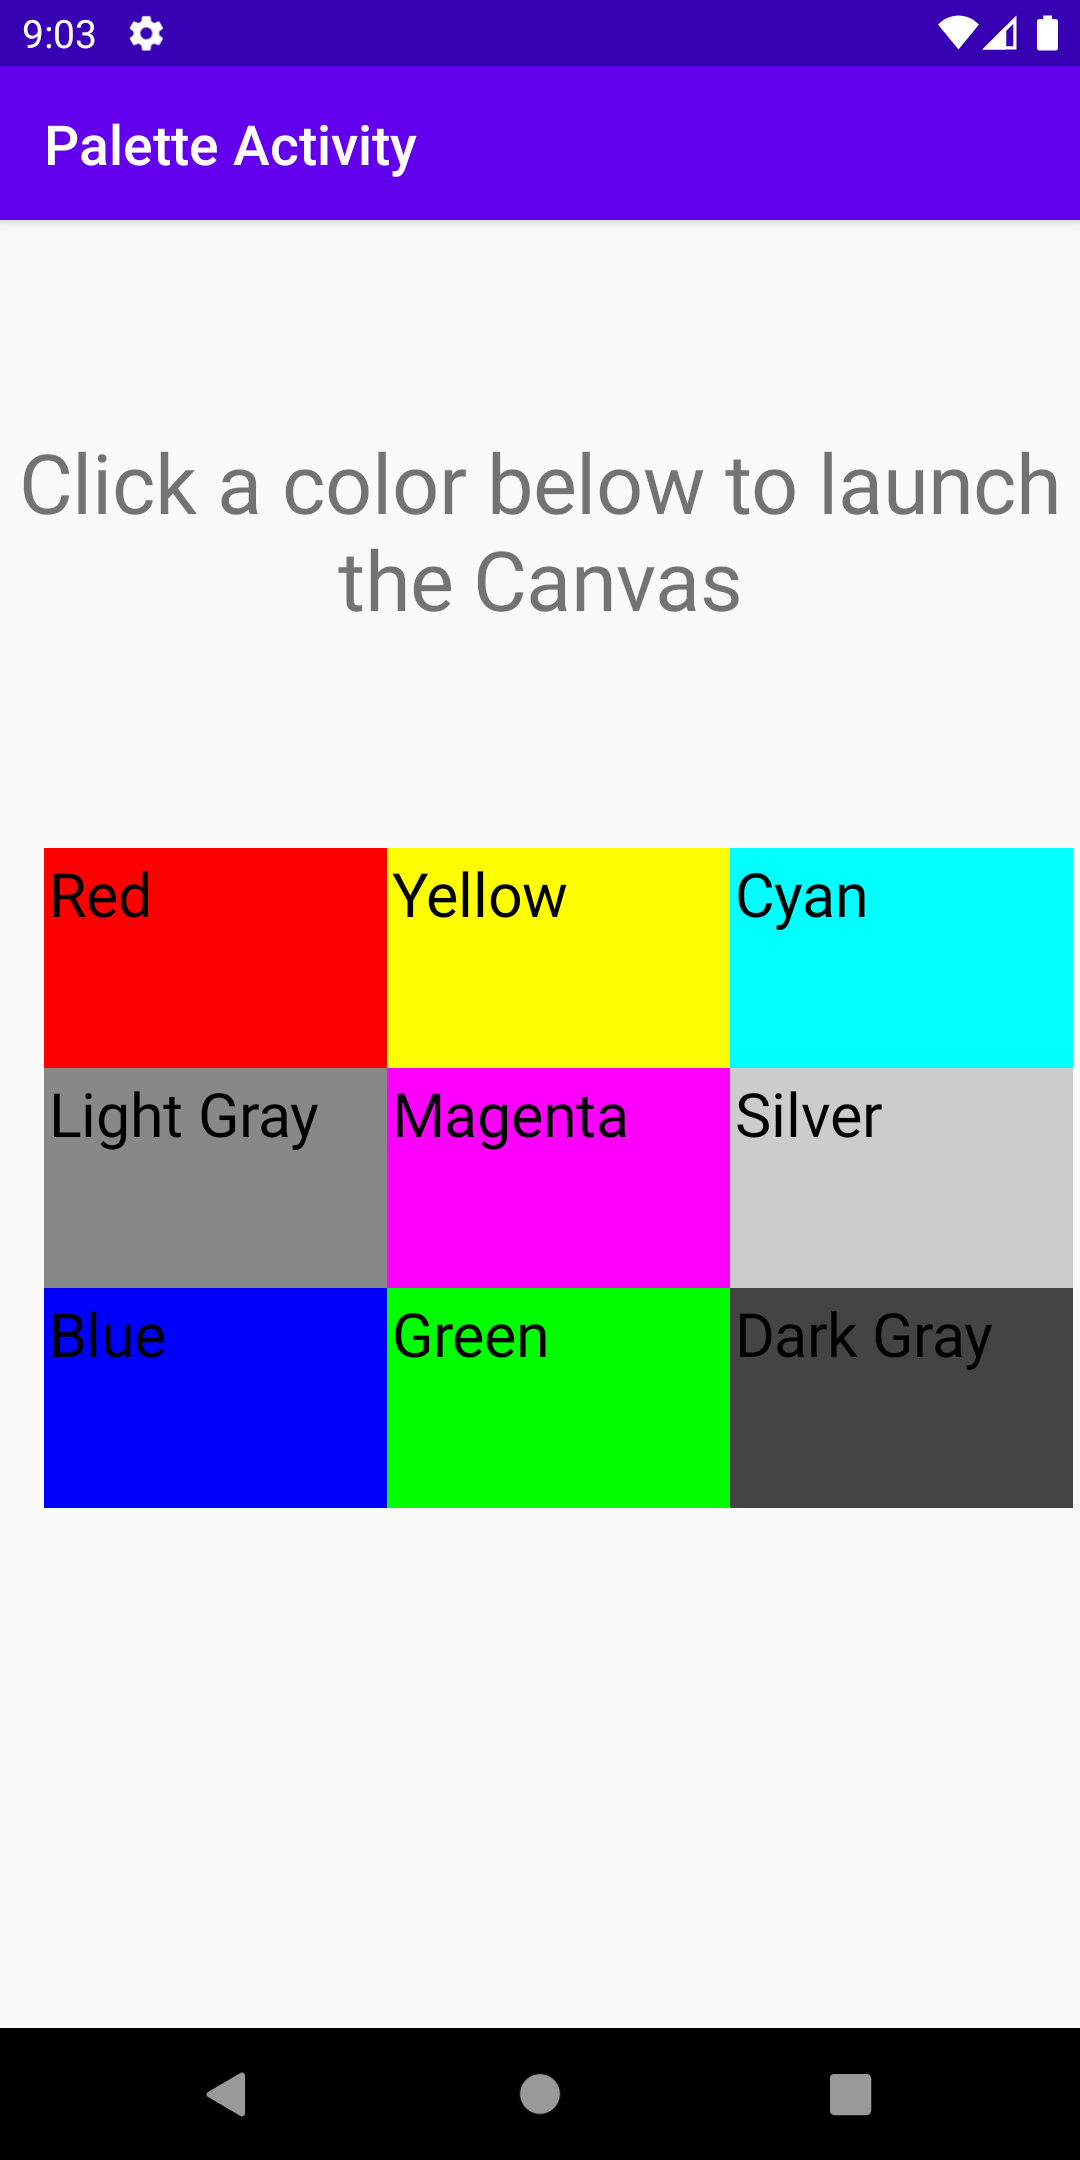 9:03
Palette Activity
Click a color below to launch
the Canvas
Red Yellow Cyan
Light Gray Magenta Silver
Blue Green Dark Gray